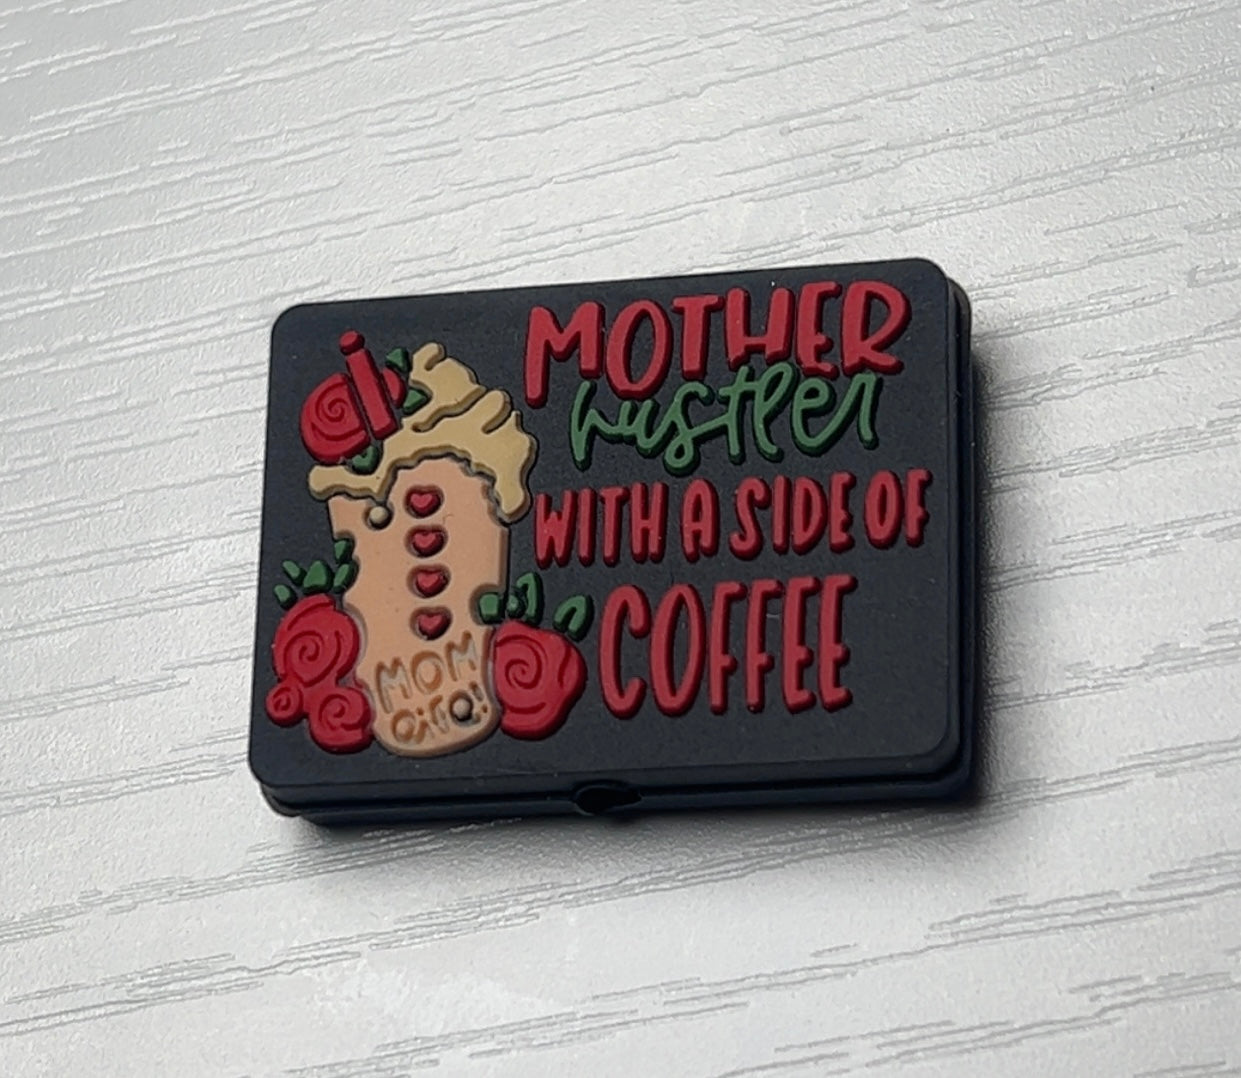 MOTHER
hustler
WITH A SIDE OF
COFFEE
MOM